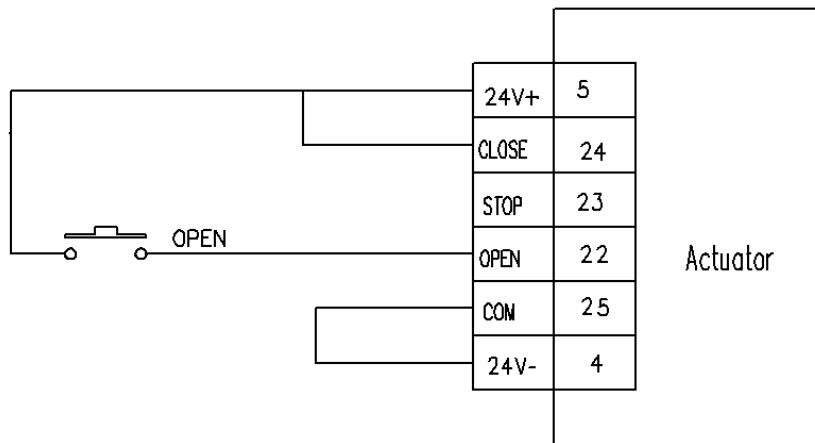 24V+ 5
CLOSE 24
STOP 23
OPEN
OPEN 22
Actuator
COM 25
24V- 4